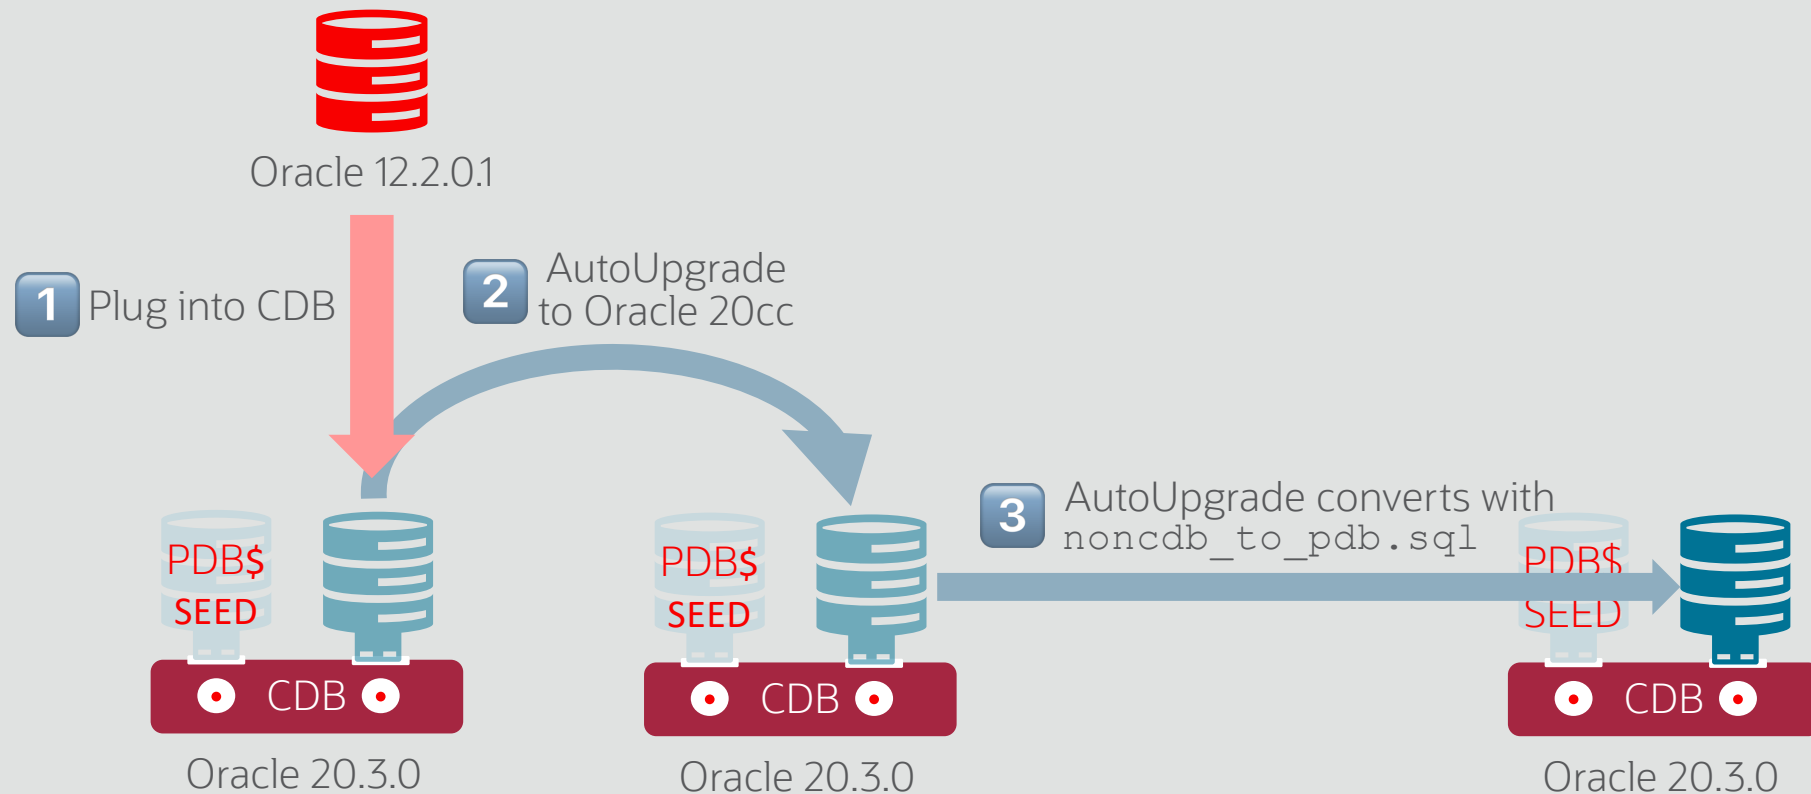 Oracle 12.2.0.1
1 Plug into CDB
2 AutoUpgrade
to Oracle 20cc
3 AutoUpgrade converts with
noncdb_to_pdb.sql
PDB$
SEED
CDB
Oracle 20.3.0
PDB$
SEED
CDB
Oracle 20.3.0
PDB$
SEED
CDB
Oracle 20.3.0